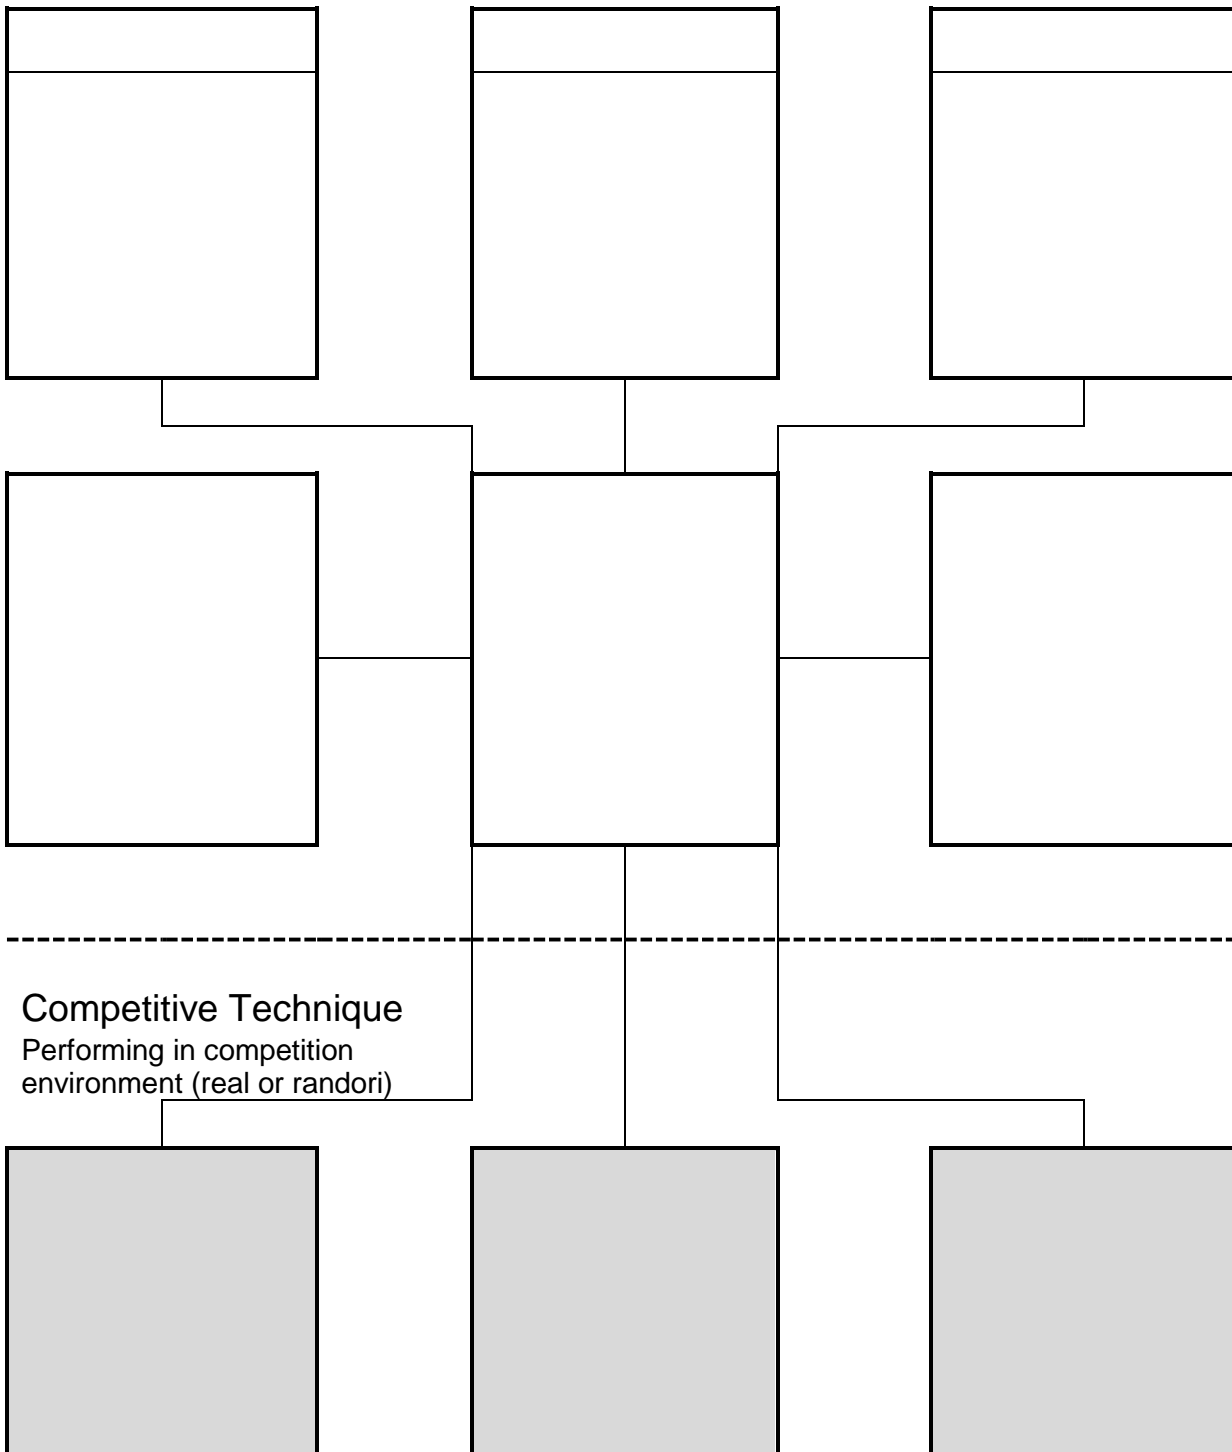 Competitive Technique
Performing in competition
environment (real or randori)